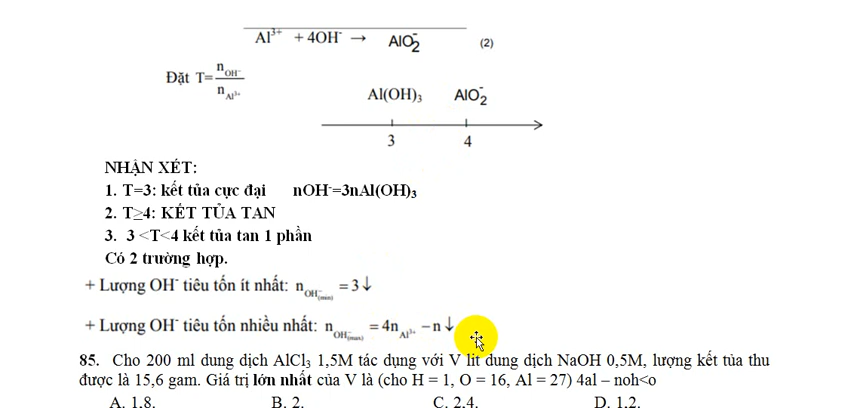 Al³⁺ + 4OH⁻ → AlO₂⁻ (2)
Đặt T= n_OH⁻ / n_Al³⁺
Al(OH)₃ AlO₂⁻
3 4
NHẬN XÉT:
1. T=3: kết tủa cực đại nOH⁻=3nAl(OH)₃
2. T≥4: KẾT TỦA TAN
3. 3 <T<4 kết tủa tan 1 phần
Có 2 trường hợp.
+ Lượng OH⁻ tiêu tốn ít nhất: n_OH⁻(min) = 3↓
+ Lượng OH⁻ tiêu tốn nhiều nhất: n_OH⁻(max) = 4n_Al³⁺ − n↓
85. Cho 200 ml dung dịch AlCl₃ 1,5M tác dụng với V lít dung dịch NaOH 0,5M, lượng kết tủa thu
được là 15,6 gam. Giá trị lớn nhất của V là (cho H = 1, O = 16, Al = 27) 4al – noh<o
A. 1,8. B. 2. C. 2,4. D. 1,2.